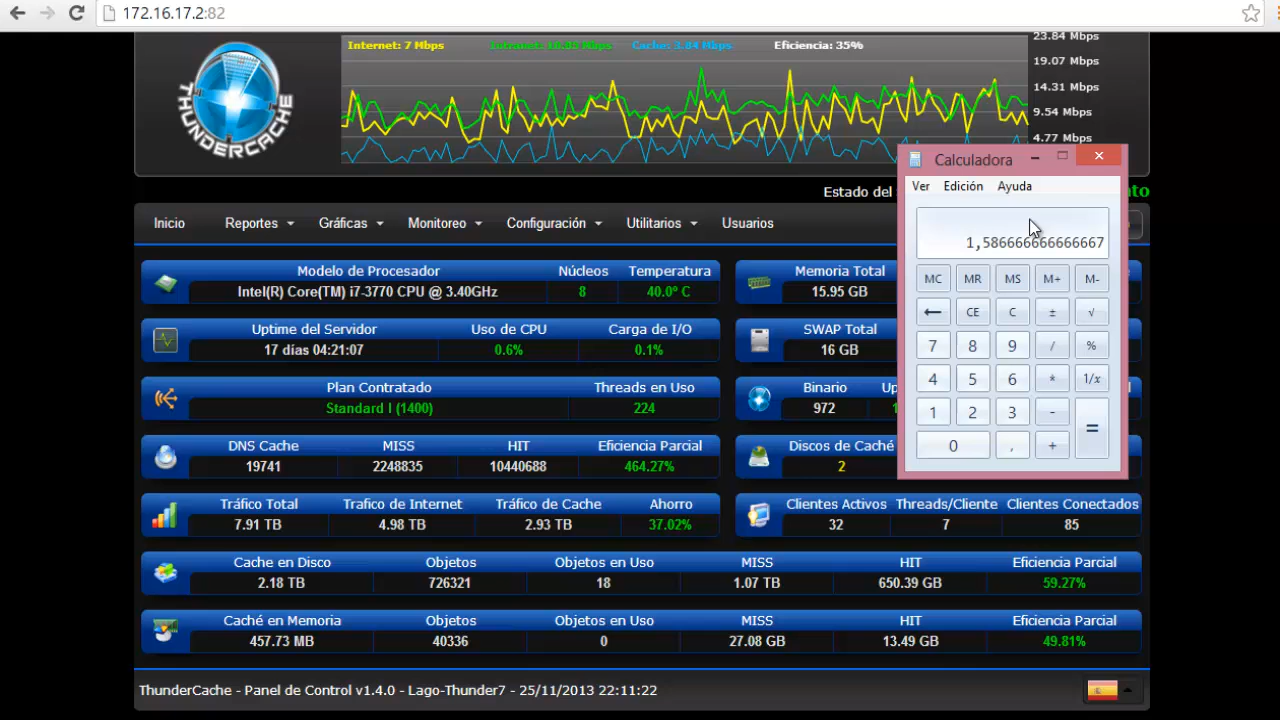 172.16.17.2:82
THUNDERCACHE
Internet: 7 Mbps
Cache: 3.84 Mbps
Eficiencia: 35%
23.84 Mbps
19.07 Mbps
14.31 Mbps
9.54 Mbps
4.77 Mbps
Estado del
Inicio
Reportes
Gráficas
Monitoreo
Configuración
Utilitarios
Usuarios
Modelo de Procesador Núcleos Temperatura
Intel(R) Core(TM) i7-3770 CPU @ 3.40GHz 8 40.0º C
Memoria Total
15.95 GB
Uptime del Servidor Uso de CPU Carga de I/O
17 días 04:21:07 0.6% 0.1%
SWAP Total
16 GB
Plan Contratado Threads en Uso
Standard I (1400) 224
Binario
972
DNS Cache MISS HIT Eficiencia Parcial
19741 2248835 10440688 464.27%
Discos de Caché
2
Tráfico Total Trafico de Internet Tráfico de Cache Ahorro
7.91 TB 4.98 TB 2.93 TB 37.02%
Clientes Activos Threads/Cliente Clientes Conectados
32 7 85
Cache en Disco Objetos Objetos en Uso MISS HIT Eficiencia Parcial
2.18 TB 726321 18 1.07 TB 650.39 GB 59.27%
Caché en Memoria Objetos Objetos en Uso MISS HIT Eficiencia Parcial
457.73 MB 40336 0 27.08 GB 13.49 GB 49.81%
ThunderCache - Panel de Control v1.4.0 - Lago-Thunder7 - 25/11/2013 22:11:22
Calculadora
Ver Edición Ayuda
1,586666666666667
MC MR MS M+ M-
← CE C ± √
7 8 9 / %
4 5 6 * 1/x
1 2 3 - =
0 , +